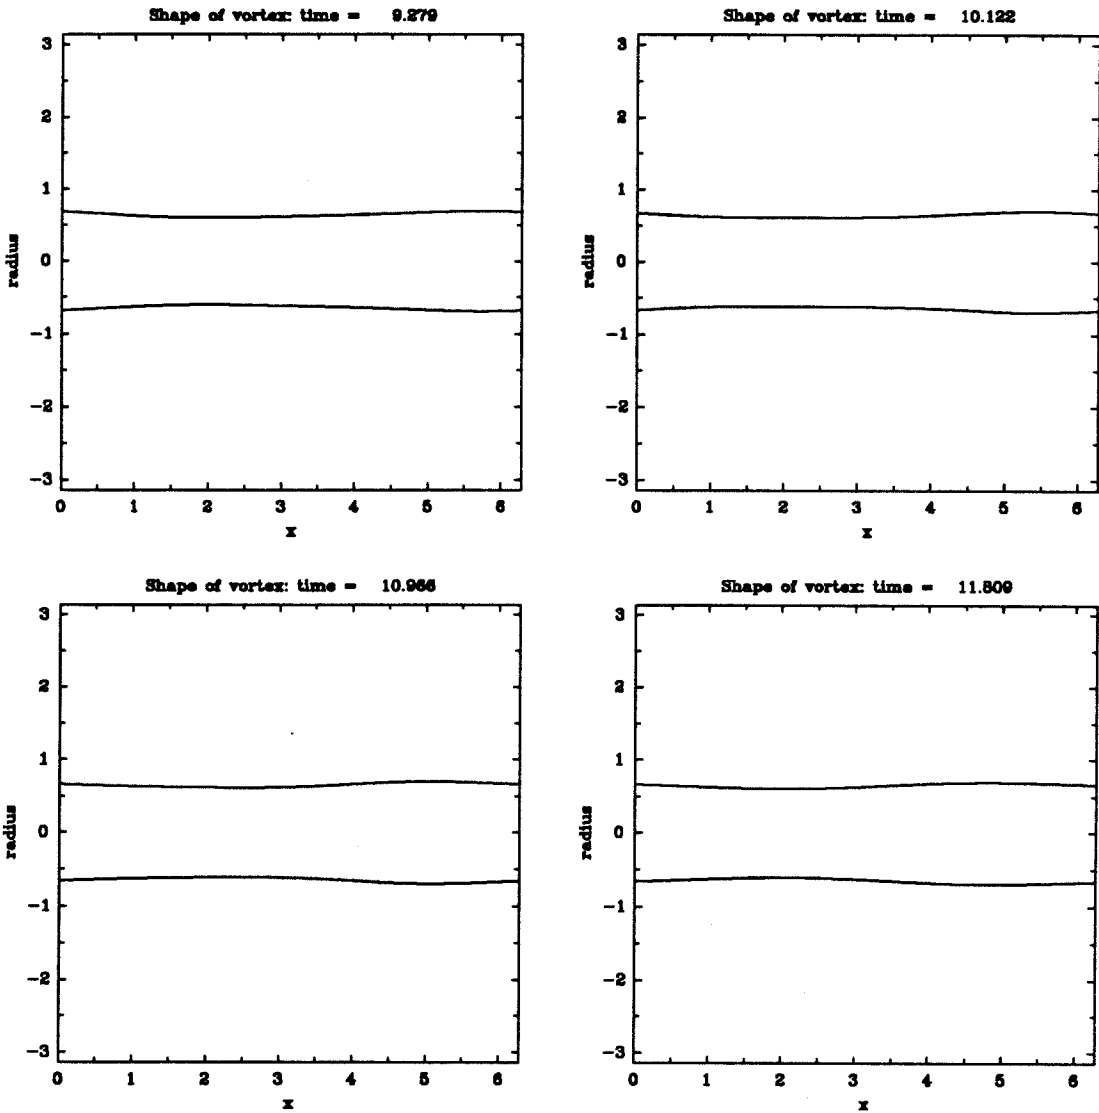 Shape of vortex: time = 9.279
3
2
1
0
−1
−2
−3
radius
0 1 2 3 4 5 6
x
Shape of vortex: time = 10.122
3
2
1
0
−1
−2
−3
radius
0 1 2 3 4 5 6
x
Shape of vortex: time = 10.966
3
2
1
0
−1
−2
−3
radius
0 1 2 3 4 5 6
x
Shape of vortex: time = 11.809
3
2
1
0
−1
−2
−3
radius
0 1 2 3 4 5 6
x